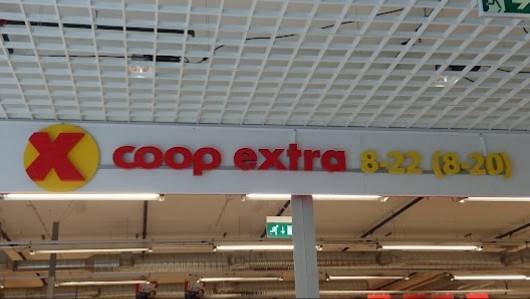 X coop extra 8-22 (8-20)